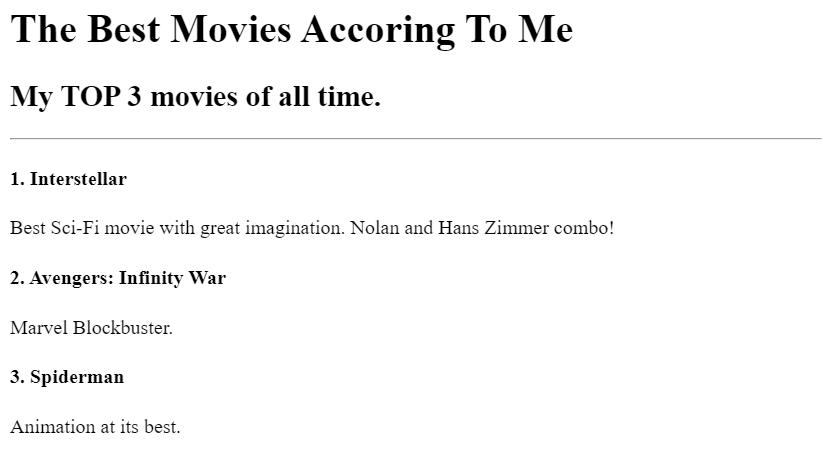 The Best Movies Accoring To Me
My TOP 3 movies of all time.
1. Interstellar
Best Sci-Fi movie with great imagination. Nolan and Hans Zimmer combo!
2. Avengers: Infinity War
Marvel Blockbuster.
3. Spiderman
Animation at its best.